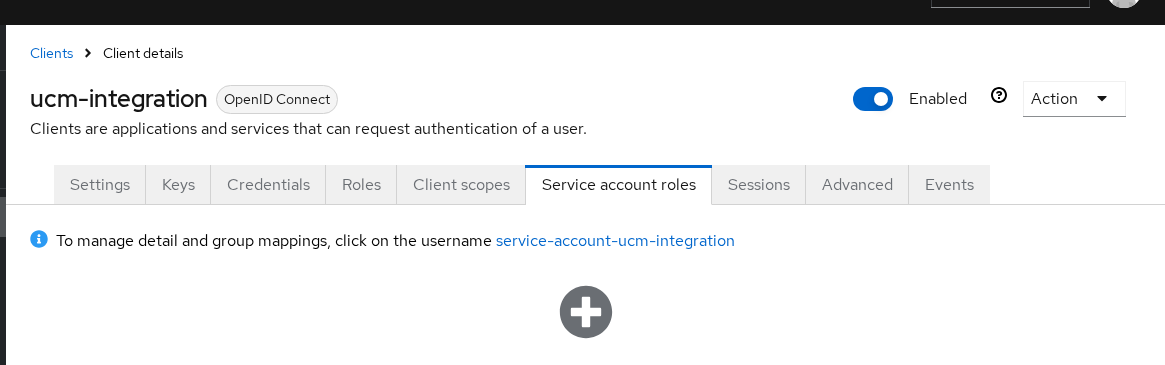 Clients > Client details
ucm-integration OpenID Connect Enabled Action
Clients are applications and services that can request authentication of a user.
Settings Keys Credentials Roles Client scopes Service account roles Sessions Advanced Events
To manage detail and group mappings, click on the username service-account-ucm-integration